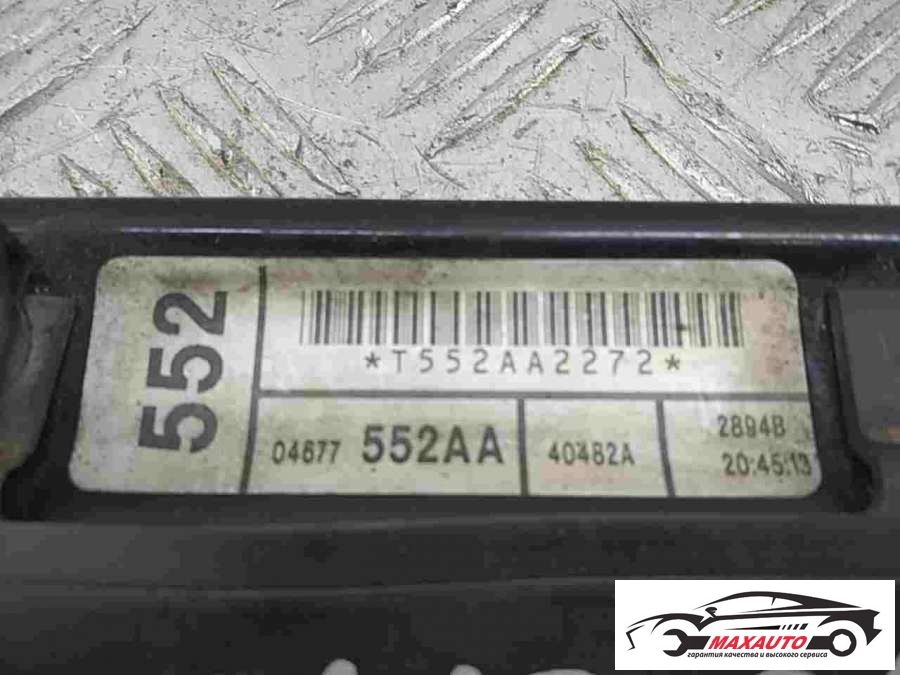 552
*T552AA2272*
04677 552AA
40482A
2894B
20:45:13
MAXAUTO
гарантия качества и высокого сервиса